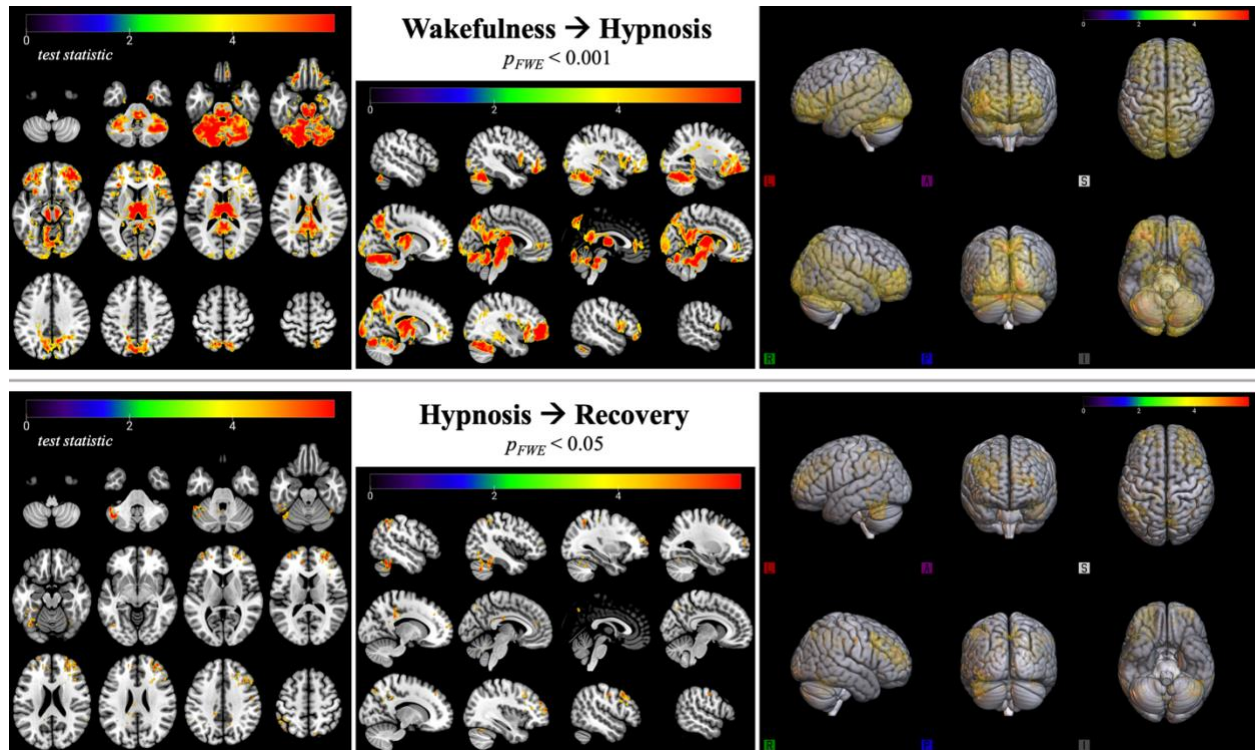 0 2 4
test statistic
Wakefulness → Hypnosis
pFWE < 0.001
0 2 4
0 2 4
L A S
R P I
0 2 4
test statistic
Hypnosis → Recovery
pFWE < 0.05
0 2 4
0 2 4
L A S
R P I